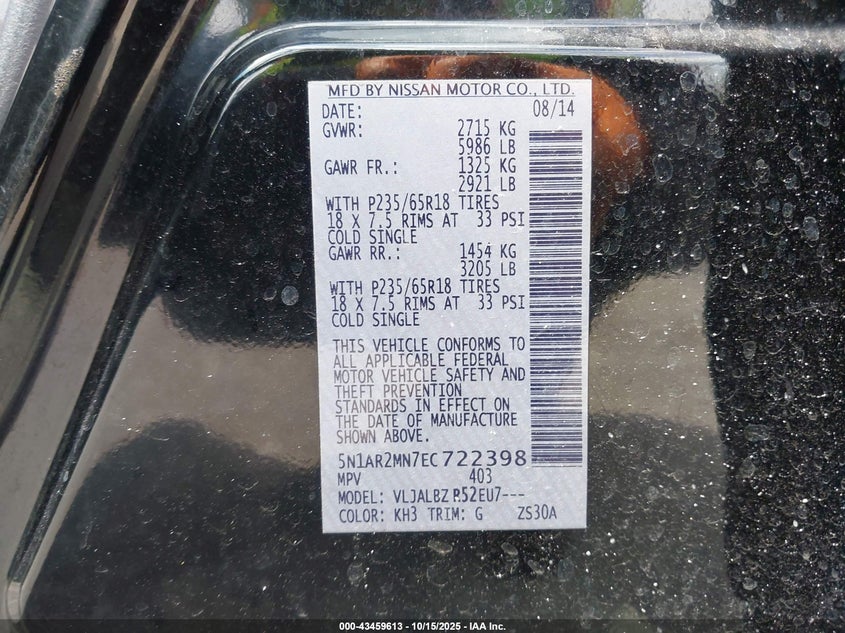 MFD BY NISSAN MOTOR CO., LTD.
DATE: 08/14
GVWR: 2715 KG
5986 LB
GAWR FR.: 1325 KG
2921 LB
WITH P235/65R18 TIRES
18 X 7.5 RIMS AT 33 PSI
COLD SINGLE
GAWR RR.: 1454 KG
3205 LB
WITH P235/65R18 TIRES
18 X 7.5 RIMS AT 33 PSI
COLD SINGLE
THIS VEHICLE CONFORMS TO
ALL APPLICABLE FEDERAL
MOTOR VEHICLE SAFETY AND
THEFT PREVENTION
STANDARDS IN EFFECT ON
THE DATE OF MANUFACTURE
SHOWN ABOVE.
5N1AR2MN7EC722398
MPV 403
MODEL: VLJALBZ R52EU7---
COLOR: KH3 TRIM: G ZS30A
000-43459613 - 10/15/2025 - IAA Inc.